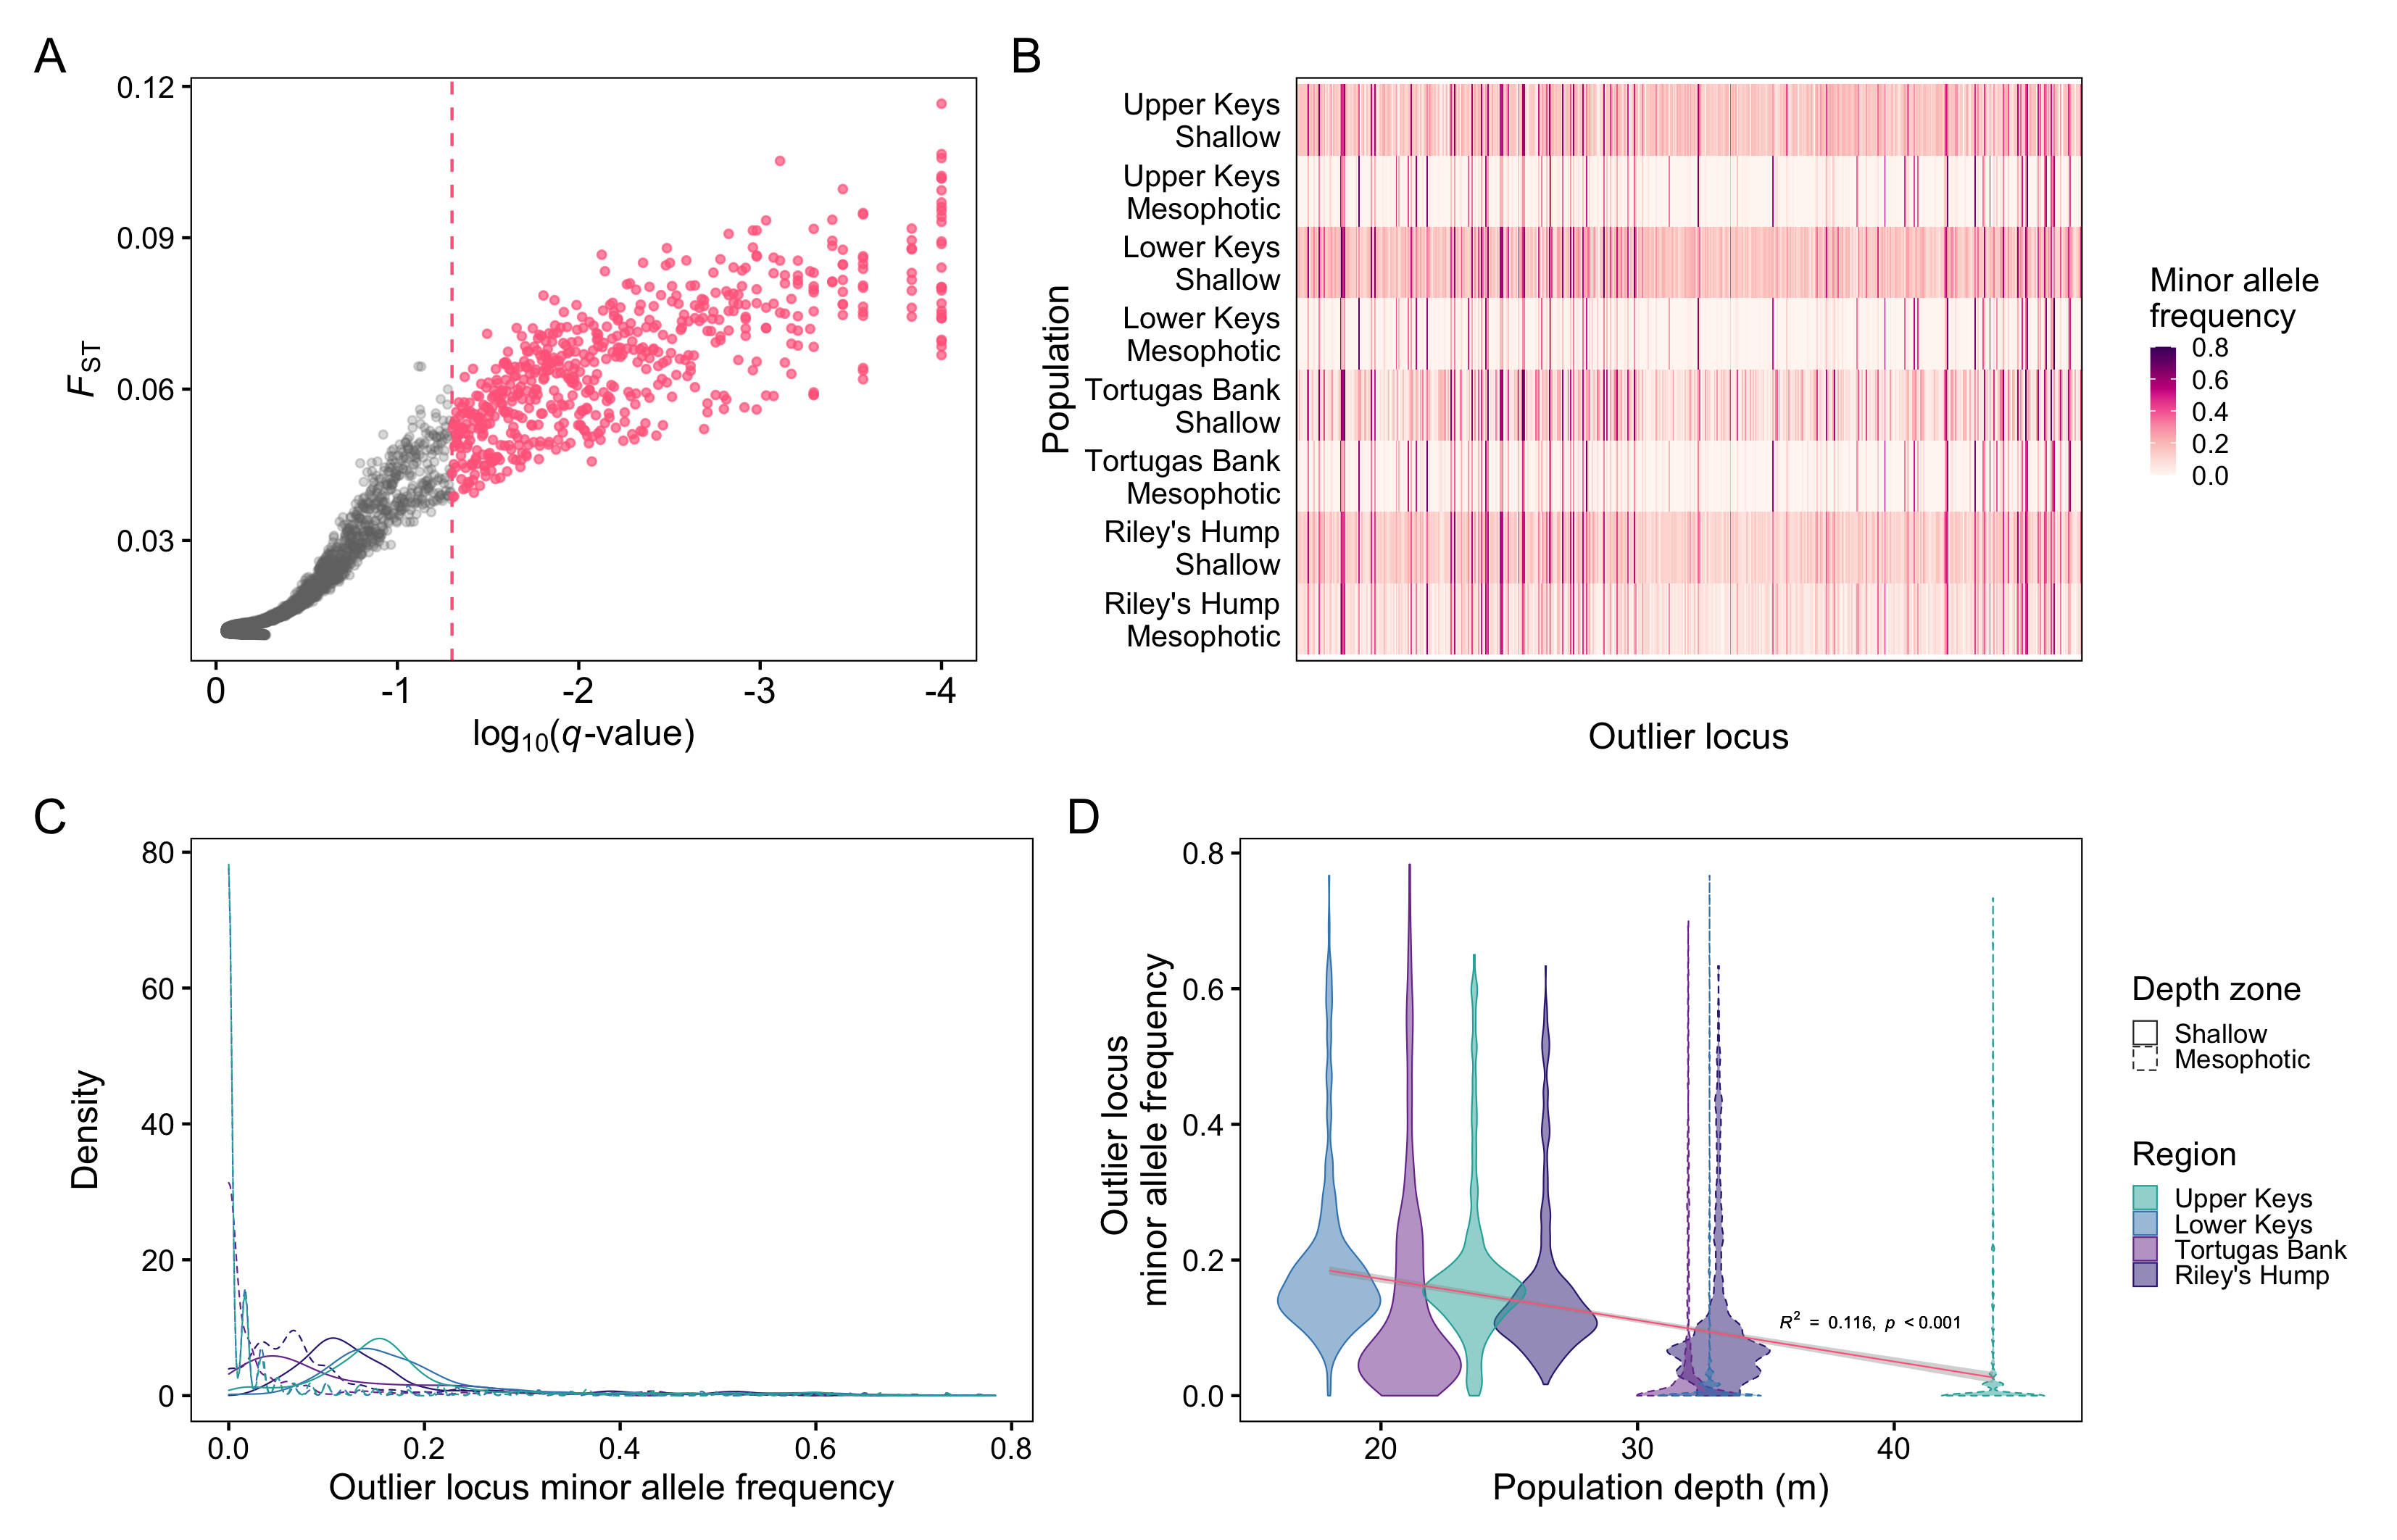 A
0.12
0.09
0.06
0.03
FST
0
-1
-2
-3
-4
log10(q-value)
B
Population
Upper Keys
Shallow
Upper Keys
Mesophotic
Lower Keys
Shallow
Lower Keys
Mesophotic
Tortugas Bank
Shallow
Tortugas Bank
Mesophotic
Riley's Hump
Shallow
Riley's Hump
Mesophotic
Outlier locus
Minor allele
frequency
0.8
0.6
0.4
0.2
0.0
C
80
60
40
20
0
Density
0.0
0.2
0.4
0.6
0.8
Outlier locus minor allele frequency
D
Outlier locus
minor allele frequency
0.8
0.6
0.4
0.2
0.0
R² = 0.116, p <0.001
20
30
40
Population depth (m)
Depth zone
Shallow
Mesophotic
Region
Upper Keys
Lower Keys
Tortugas Bank
Riley's Hump